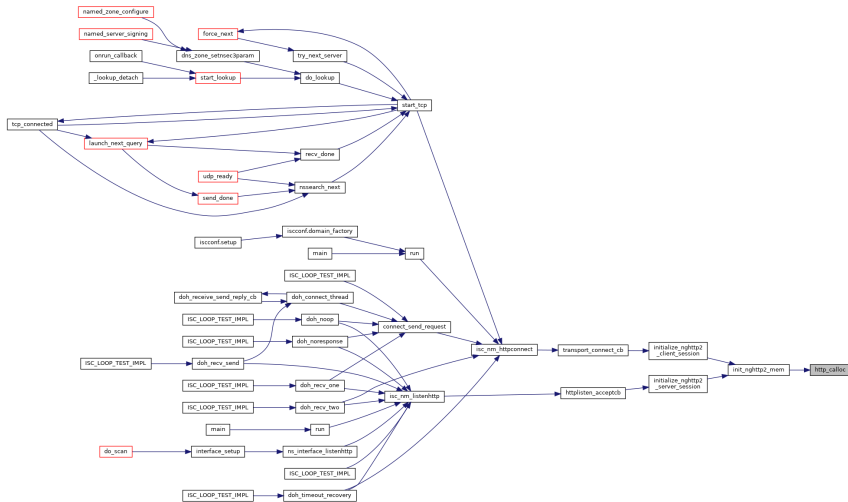 named_zone_configure
named_server_signing
force_next
onrun_callback
dns_zone_setnsec3param
try_next_server
_lookup_detach
start_lookup
do_lookup
start_tcp
tcp_connected
launch_next_query
recv_done
udp_ready
send_done
nssearch_next
iscconf.domain_factory
iscconf.setup
main
run
ISC_LOOP_TEST_IMPL
doh_receive_send_reply_cb
doh_connect_thread
ISC_LOOP_TEST_IMPL
doh_noop
connect_send_request
ISC_LOOP_TEST_IMPL
doh_noresponse
isc_nm_httpconnect
transport_connect_cb
initialize_nghttp2
_client_session
ISC_LOOP_TEST_IMPL
doh_recv_send
init_nghttp2_mem
http_calloc
ISC_LOOP_TEST_IMPL
doh_recv_one
isc_nm_listenhttp
httplisten_acceptcb
initialize_nghttp2
_server_session
ISC_LOOP_TEST_IMPL
doh_recv_two
main
run
do_scan
interface_setup
ns_interface_listenhttp
ISC_LOOP_TEST_IMPL
ISC_LOOP_TEST_IMPL
doh_timeout_recovery